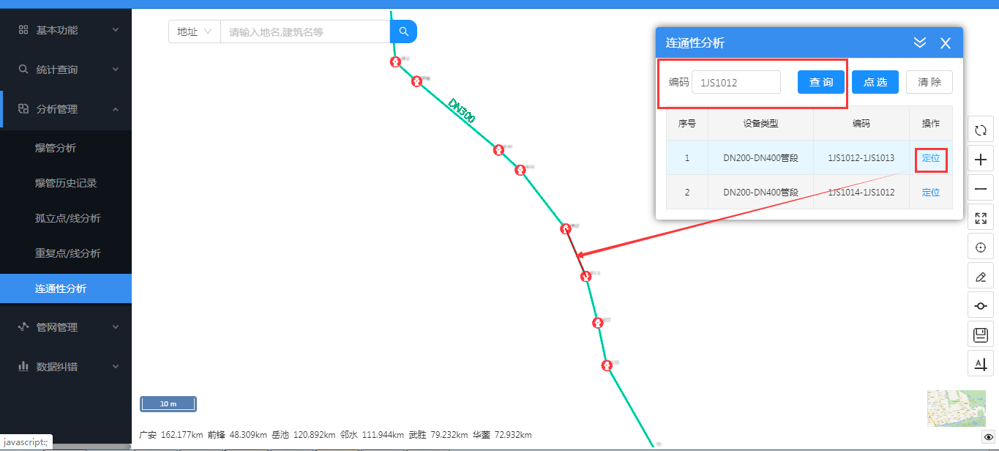 基本功能
统计查询
分析管理
爆管分析
爆管历史记录
孤立点/线分析
重复点/线分析
连通性分析
管网管理
数据纠错
javascript:;
地址
请输入地名,建筑名等
DN300
连通性分析
编码 1JS1012 查 询 点 选 清 除
序号 设备类型 编码 操作
1 DN200-DN400管段 1JS1012-1JS1013 定位
2 DN200-DN400管段 1JS1014-1JS1012 定位
A
10 m
广安 162.177km 前锋 48.309km 岳池 120.892km 邻水 111.944km 武胜 79.232km 华蓥 72.932km